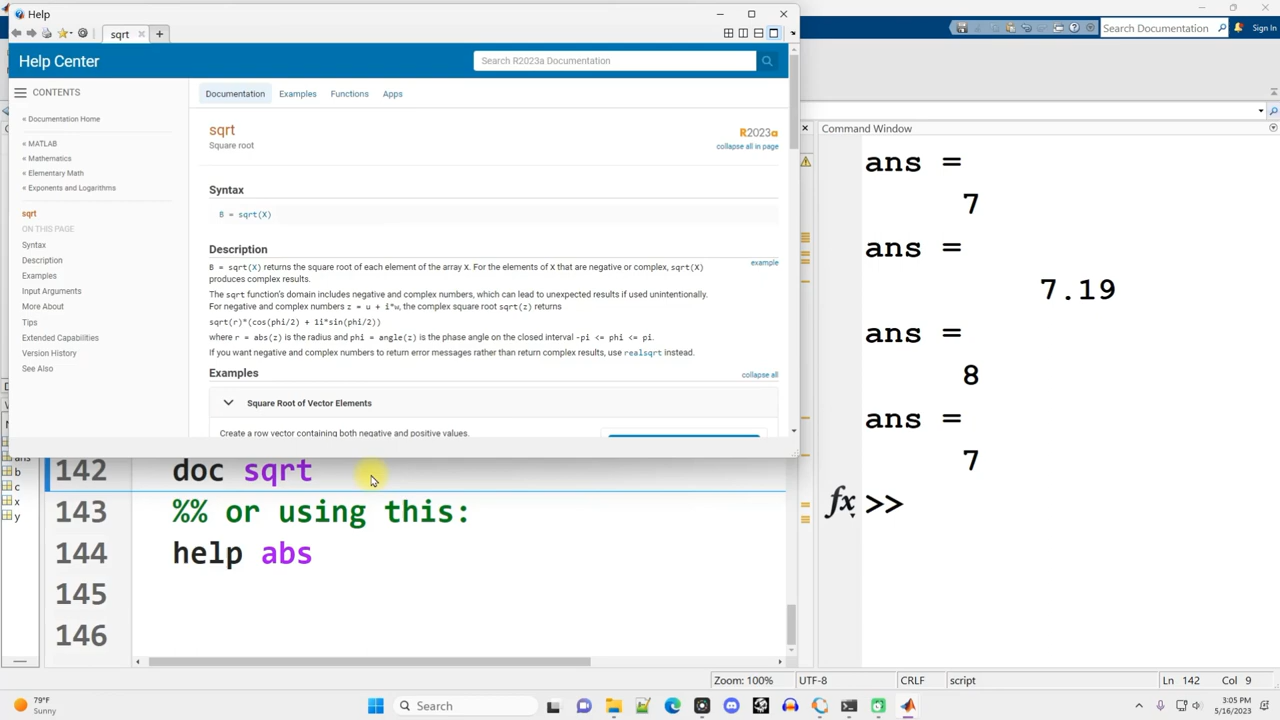 Help
sqrt
Search Documentation
Sign In
Help Center
Search R2023a Documentation
CONTENTS
« Documentation Home
« MATLAB
« Mathematics
« Elementary Math
« Exponents and Logarithms
sqrt
ON THIS PAGE
Syntax
Description
Examples
Input Arguments
More About
Tips
Extended Capabilities
Version History
See Also
Documentation
Examples
Functions
Apps
sqrt
R2023a
Square root
collapse all in page
Syntax
B = sqrt(X)
Description
example
B = sqrt(X) returns the square root of each element of the array X. For the elements of X that are negative or complex, sqrt(X)
produces complex results.
The sqrt function's domain includes negative and complex numbers, which can lead to unexpected results if used unintentionally.
For negative and complex numbers z = u + i*w, the complex square root sqrt(z) returns
sqrt(r)*(cos(phi/2) + 1i*sin(phi/2))
where r = abs(z) is the radius and phi = angle(z) is the phase angle on the closed interval -pi <= phi <= pi.
If you want negative and complex numbers to return error messages rather than return complex results, use realsqrt instead.
Examples
collapse all
Square Root of Vector Elements
Create a row vector containing both negative and positive values.
Command Window
ans =
7
ans =
7.19
ans =
8
ans =
7
fx >>
ans
b
c
x
y
142 doc sqrt
143 %% or using this:
144 help abs
145
146
Zoom: 100%
UTF-8
CRLF
script
Ln 142
Col 9
79°F
Sunny
Search
3:05 PM
5/16/2023